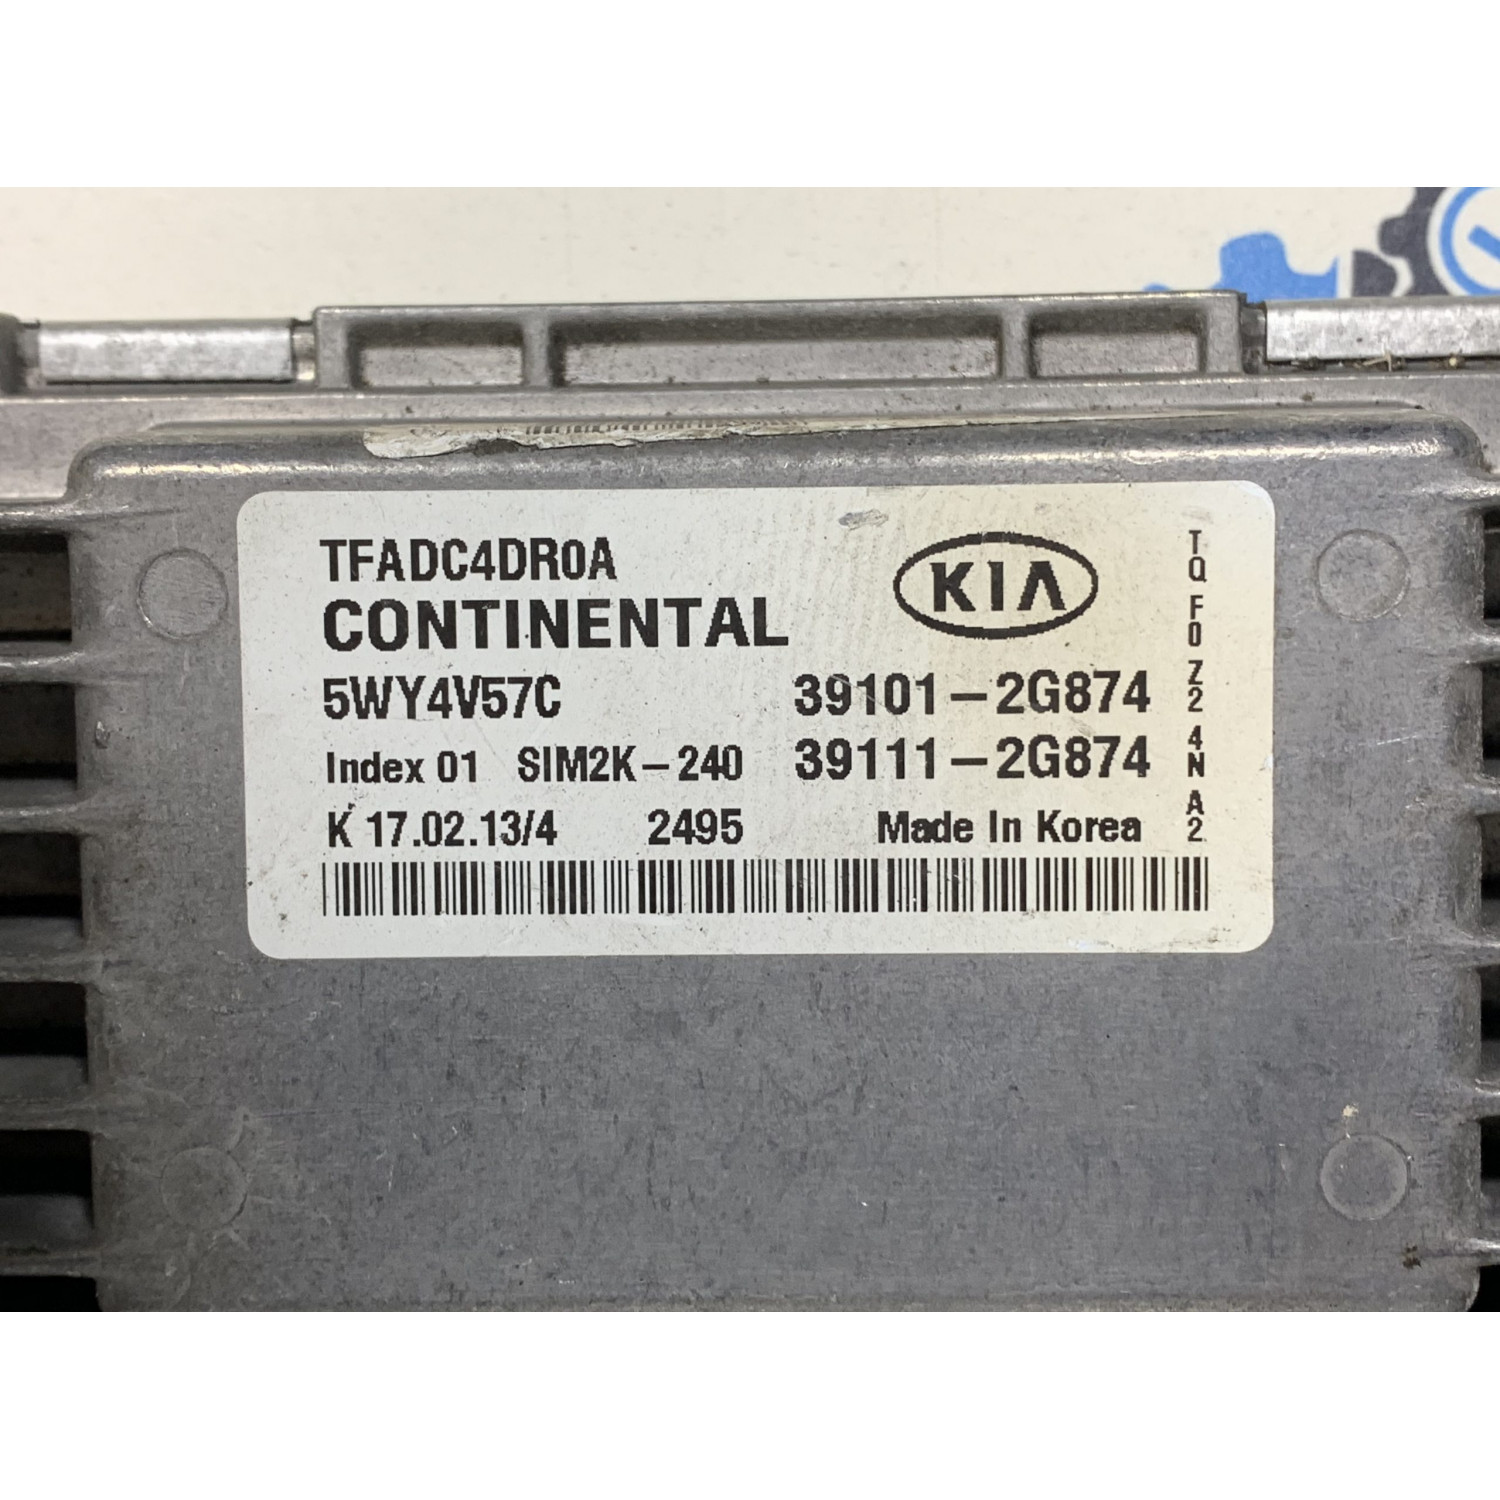 TFADC4DR0A
CONTINENTAL
KIA
5WY4V57C 39101-2G874
Index 01 SIM2K-240 39111-2G874
K 17.02.13/4 2495 Made In Korea
TQ F0 Z2 4N A2